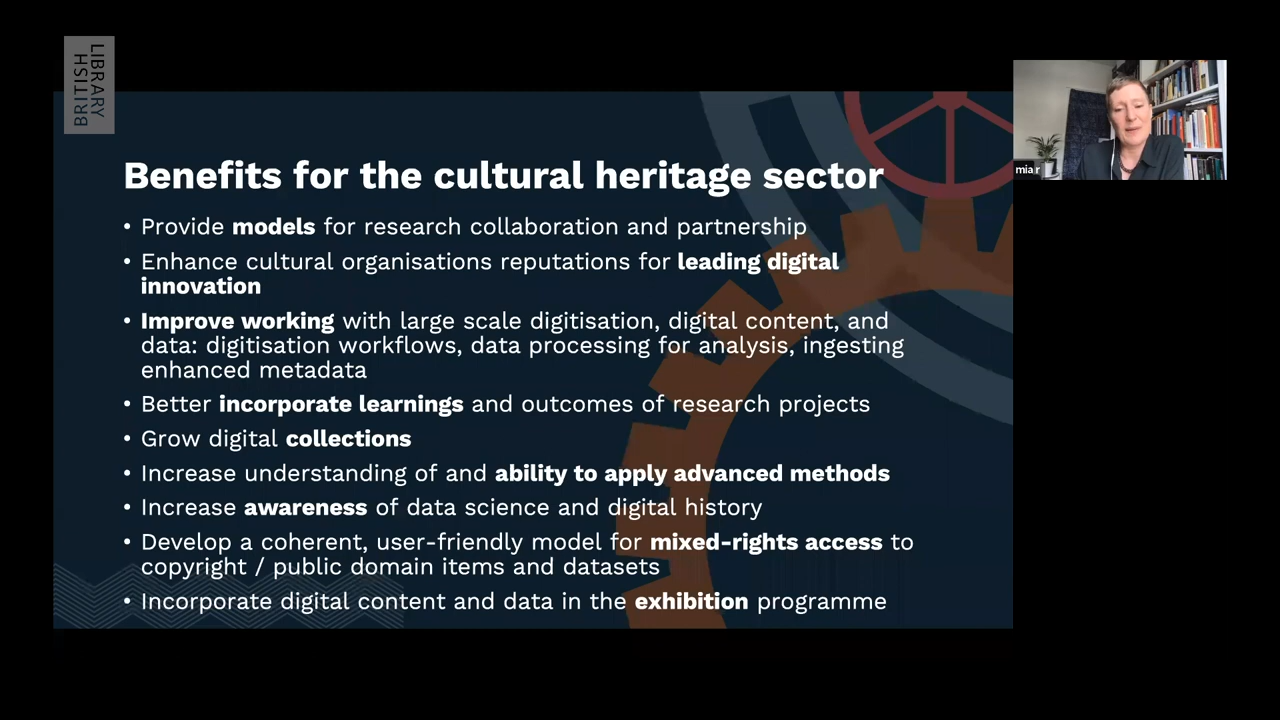 BRITISH
LIBRARY
Benefits for the cultural heritage sector
• Provide models for research collaboration and partnership
• Enhance cultural organisations reputations for leading digital
innovation
• Improve working with large scale digitisation, digital content, and
data: digitisation workflows, data processing for analysis, ingesting
enhanced metadata
• Better incorporate learnings and outcomes of research projects
• Grow digital collections
• Increase understanding of and ability to apply advanced methods
• Increase awareness of data science and digital history
• Develop a coherent, user-friendly model for mixed-rights access to
copyright / public domain items and datasets
• Incorporate digital content and data in the exhibition programme